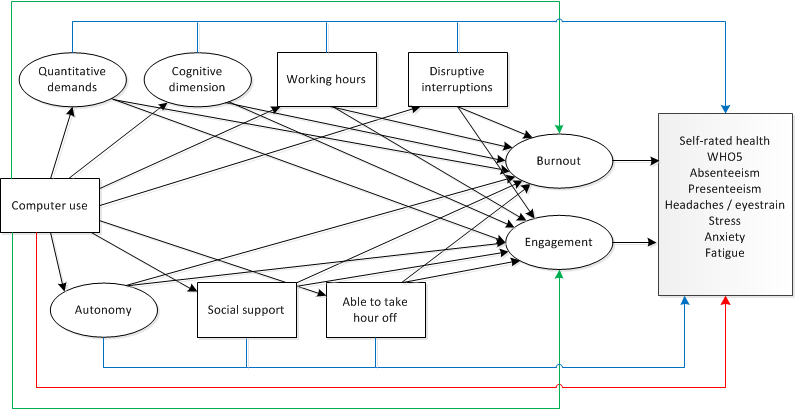 Quantitative
demands
Cognitive
dimension
Working hours
Disruptive
interruptions
Burnout
Self-rated health
WHO5
Absenteeism
Presenteeism
Headaches / eyestrain
Stress
Anxiety
Fatigue
Computer use
Engagement
Autonomy
Social support
Able to take
hour off